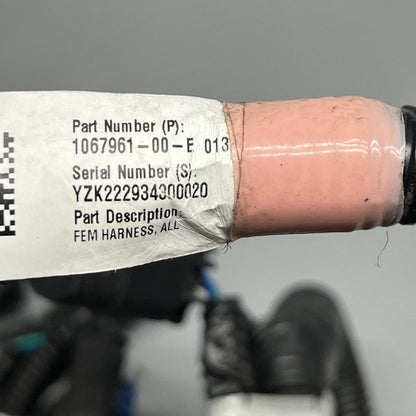 Part Number (P):
1067961-00-E 013
Serial Number (S):
YZK222934300020
Part Description
FEM HARNESS, ALL